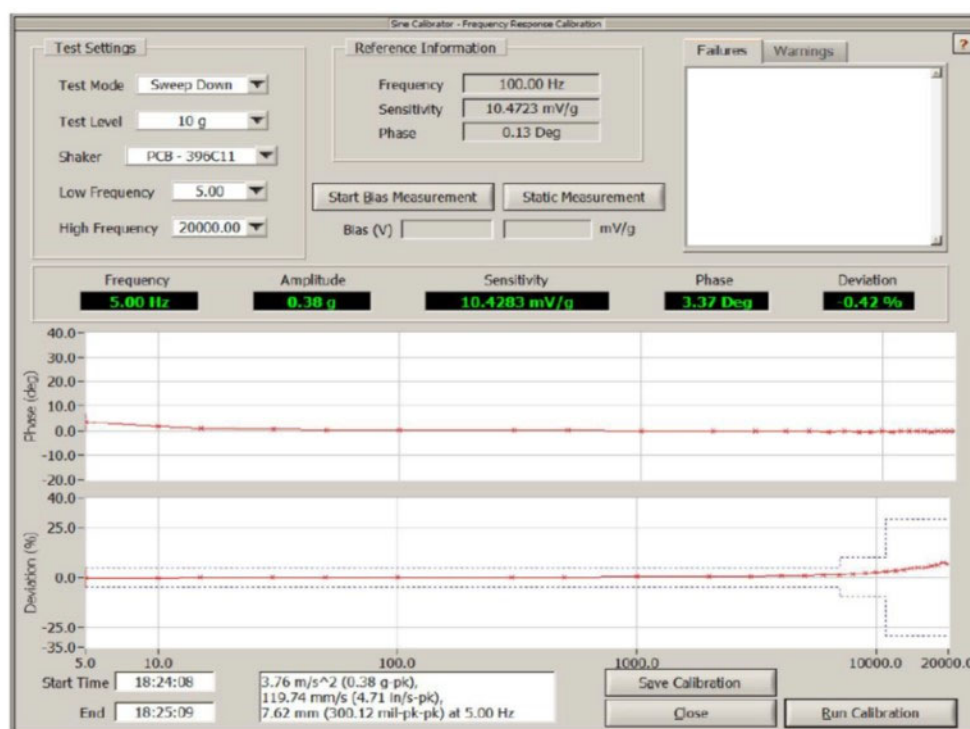 Sine Calibrator - Frequency Response Calibration
Test Settings
Test Mode Sweep Down
Test Level 10 g
Shaker PCB - 396C11
Low Frequency 5.00
High Frequency 20000.00
Reference Information
Frequency 100.00 Hz
Sensitivity 10.4723 mV/g
Phase 0.13 Deg
Start Bias Measurement Static Measurement
Bias (V) mV/g
Failures Warnings
?
Frequency Amplitude Sensitivity Phase Deviation
5.00 Hz 0.38 g 10.4283 mV/g 3.37 Deg -0.42 %
Phase (deg)
40.0
30.0
20.0
10.0
0.0
-10.0
-20.0
Deviation (%)
40.0
25.0
0.0
-25.0
-35.0
5.0 10.0 100.0 1000.0 10000.0 20000.0
Start Time 18:24:08
End 18:25:09
3.76 m/s^2 (0.38 g-pk),
119.74 mm/s (4.71 in/s-pk),
7.62 mm (300.12 mil-pk-pk) at 5.00 Hz
Save Calibration
Close Run Calibration